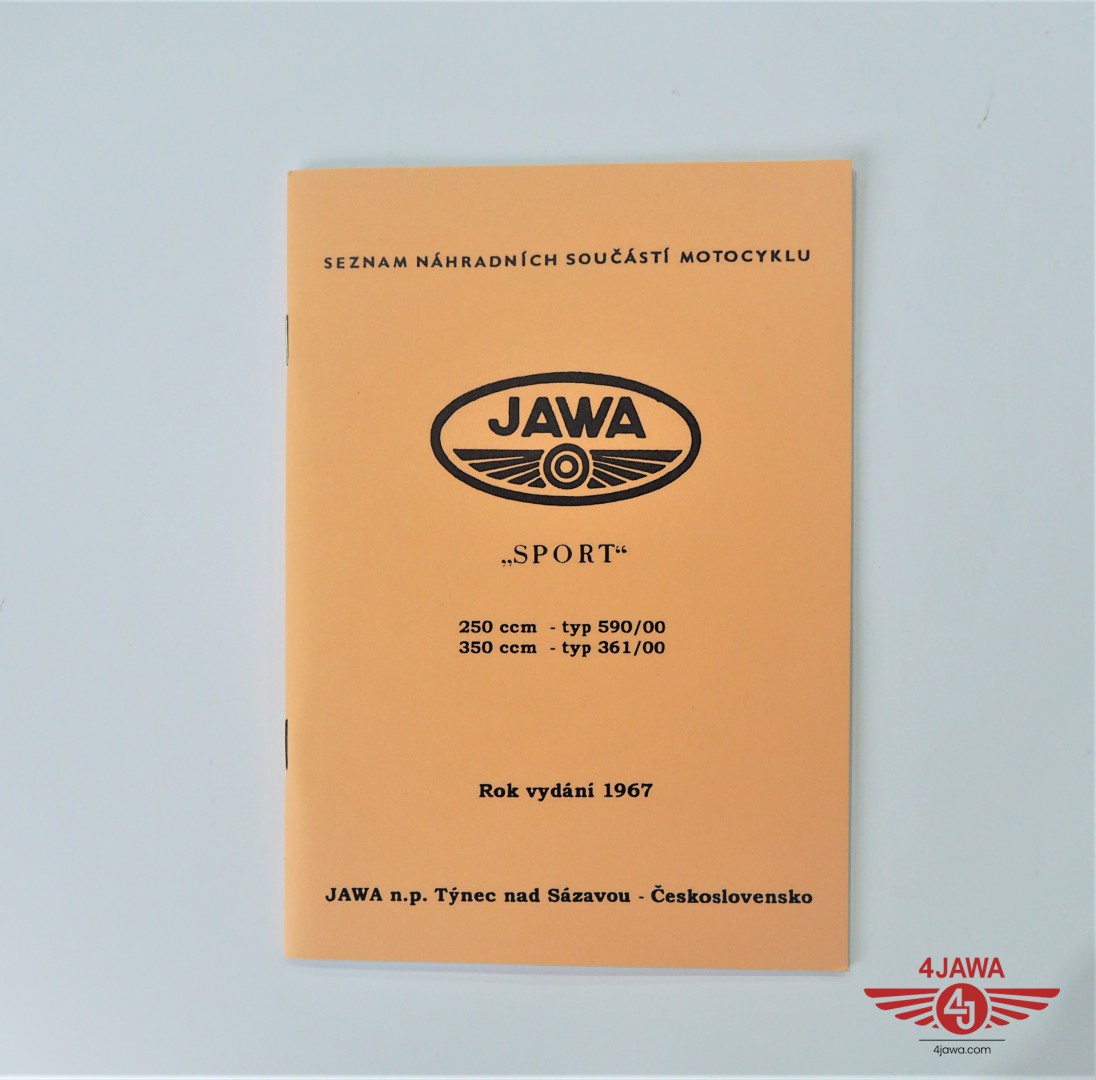 SEZNAM NÁHRADNÍCH SOUČÁSTÍ MOTOCYKLU
JAWA
„SPORT“
250 ccm - typ 590/00
350 ccm - typ 361/00
Rok vydání 1967
JAWA n.p. Týnec nad Sázavou - Československo
4JAWA
4J
4jawa.com